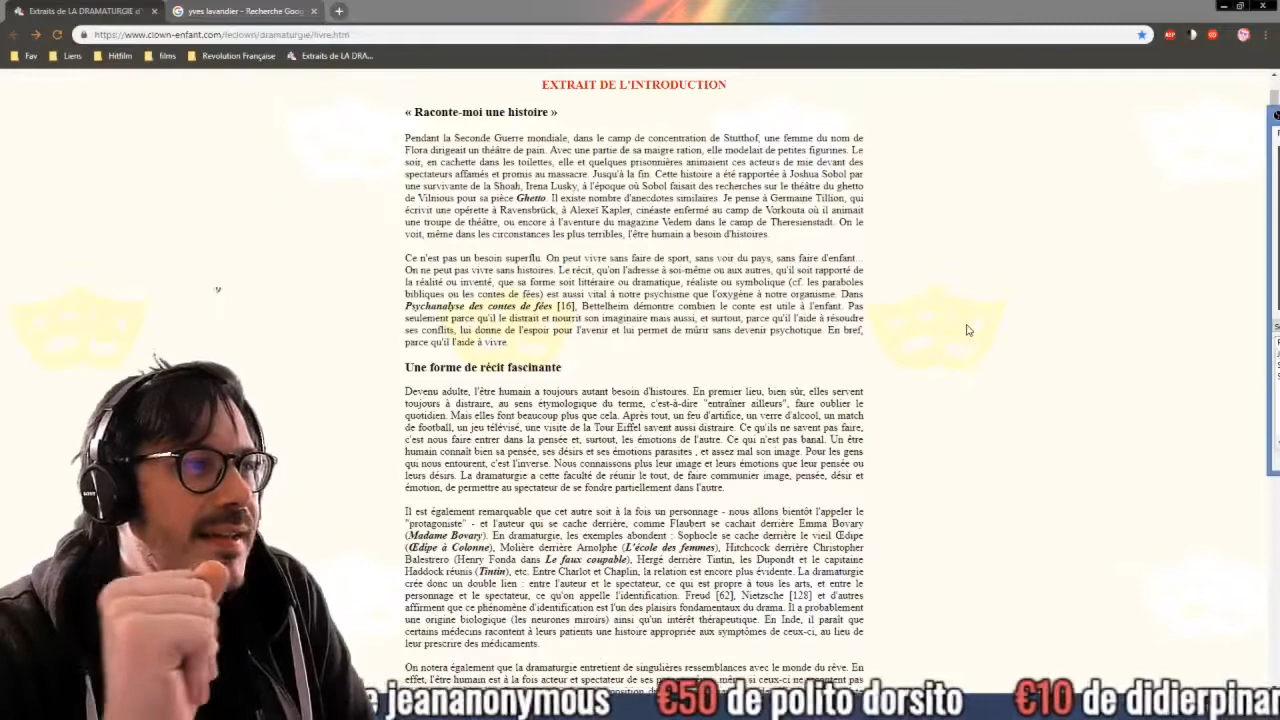 Extraits de LA DRAMATURGIE d'
yves lavandier - Recherche Goog
https://www.clown-enfant.com/leclown/dramaturgie/livre.htm
Fav
Liens
Hitfilm
films
Revolution Française
Extraits de LA DRA...
EXTRAIT DE L'INTRODUCTION
« Raconte-moi une histoire »
Pendant la Seconde Guerre mondiale, dans le camp de concentration de Stutthof, une femme du nom de
Flora dirigeait un théâtre de pain. Avec une partie de sa maigre ration, elle modelait de petites figurines. Le
soir, en cachette dans les toilettes, elle et quelques prisonnières animaient ces acteurs de mie devant des
spectateurs affamés et promis au massacre. Jusqu'à la fin. Cette histoire a été rapportée à Joshua Sobol par
une survivante de la Shoah, Irena Lusky, à l'époque où Sobol faisait des recherches sur le théâtre du ghetto
de Vilnious pour sa pièce Ghetto. Il existe nombre d'anecdotes similaires. Je pense à Germaine Tillion, qui
écrivit une opérette à Ravensbrück, à Alexeï Kapler, cinéaste enfermé au camp de Vorkouta où il animait
une troupe de théâtre, ou encore à l'aventure du magazine Vedem dans le camp de Theresienstadt. On le
voit, même dans les circonstances les plus terribles, l'être humain a besoin d'histoires.
Ce n'est pas un besoin superflu. On peut vivre sans faire de sport, sans voir du pays, sans faire d'enfant...
On ne peut pas vivre sans histoires. Le récit, qu'on l'adresse à soi-même ou aux autres, qu'il soit rapporté de
la réalité ou inventé, que sa forme soit littéraire ou dramatique, réaliste ou symbolique (cf. les paraboles
bibliques ou les contes de fées) est aussi vital à notre psychisme que l'oxygène à notre organisme. Dans
Psychanalyse des contes de fées [16], Bettelheim démontre combien le conte est utile à l'enfant. Pas
seulement parce qu'il le distrait et nourrit son imaginaire mais aussi, et surtout, parce qu'il l'aide à résoudre
ses conflits, lui donne de l'espoir pour l'avenir et lui permet de mûrir sans devenir psychotique. En bref,
parce qu'il l'aide à vivre.
Une forme de récit fascinante
Devenu adulte, l'être humain a toujours autant besoin d'histoires. En premier lieu, bien sûr, elles servent
toujours à distraire, au sens étymologique du terme, c'est-à-dire "entraîner ailleurs", faire oublier le
quotidien. Mais elles font beaucoup plus que cela. Après tout, un feu d'artifice, un verre d'alcool, un match
de football, un jeu télévisé, une visite de la Tour Eiffel savent aussi distraire. Ce qu'ils ne savent pas faire,
c'est nous faire entrer dans la pensée et, surtout, les émotions de l'autre. Ce qui n'est pas banal. Un être
humain connaît bien sa pensée, ses désirs et ses émotions parasites , et assez mal son image. Pour les gens
qui nous entourent, c'est l'inverse. Nous connaissons plus leur image et leurs émotions que leur pensée ou
leurs désirs. La dramaturgie a cette faculté de réunir le tout, de faire communier image, pensée, désir et
émotion, de permettre au spectateur de se fondre partiellement dans l'autre.
Il est également remarquable que cet autre soit à la fois un personnage - nous allons bientôt l'appeler le
"protagoniste" - et l'auteur qui se cache derrière, comme Flaubert se cachait derrière Emma Bovary
(Madame Bovary). En dramaturgie, les exemples abondent : Sophocle se cache derrière le vieil Œdipe
(Œdipe à Colonne), Molière derrière Arnolphe (L'école des femmes), Hitchcock derrière Christopher
Balestrero (Henry Fonda dans Le faux coupable), Hergé derrière Tintin, les Dupondt et le capitaine
Haddock réunis (Tintin), etc. Entre Charlot et Chaplin, la relation est encore plus évidente. La dramaturgie
crée donc un double lien : entre l'auteur et le spectateur, ce qui est propre à tous les arts, et entre le
personnage et le spectateur, ce qu'on appelle l'identification. Freud [62], Nietzsche [128] et d'autres
affirment que ce phénomène d'identification est l'un des plaisirs fondamentaux du drama. Il a probablement
une origine biologique (les neurones miroirs) ainsi qu'un intérêt thérapeutique. En Inde, il paraît que
certains médecins racontent à leurs patients une histoire appropriée aux symptômes de ceux-ci, au lieu de
leur prescrire des médicaments.
On notera également que la dramaturgie entretient de singulières ressemblances avec le monde du rêve. En
effet, l'être humain est à la fois acteur et spectateur de ses
e jeananonymous €50 de polito dorsito €10 de didierpinar